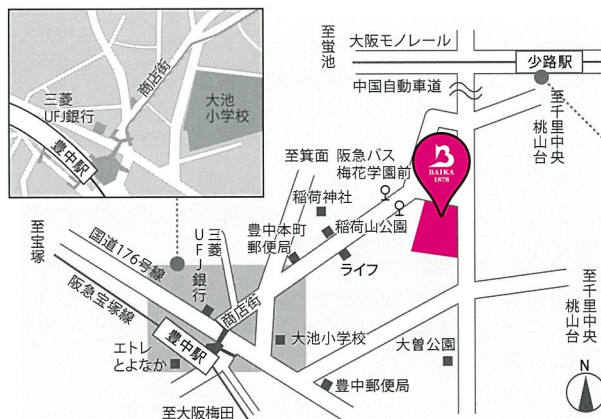 三菱
UFJ銀行
商店街
大池
小学校
豊中駅
至蛍池
大阪モノレール
少路駅
中国自動車道
至千里中央
桃山台
至箕面
阪急バス
梅花学園前
BAIKA
1878
稲荷神社
稲荷山公園
豊中本町
郵便局
ライフ
至宝塚
国道176号線
三菱
UFJ銀行
商店街
阪急宝塚線
豊中駅
大池小学校
エトレ
とよなか
大曽公園
至千里中央
桃山台
豊中郵便局
至大阪梅田
N